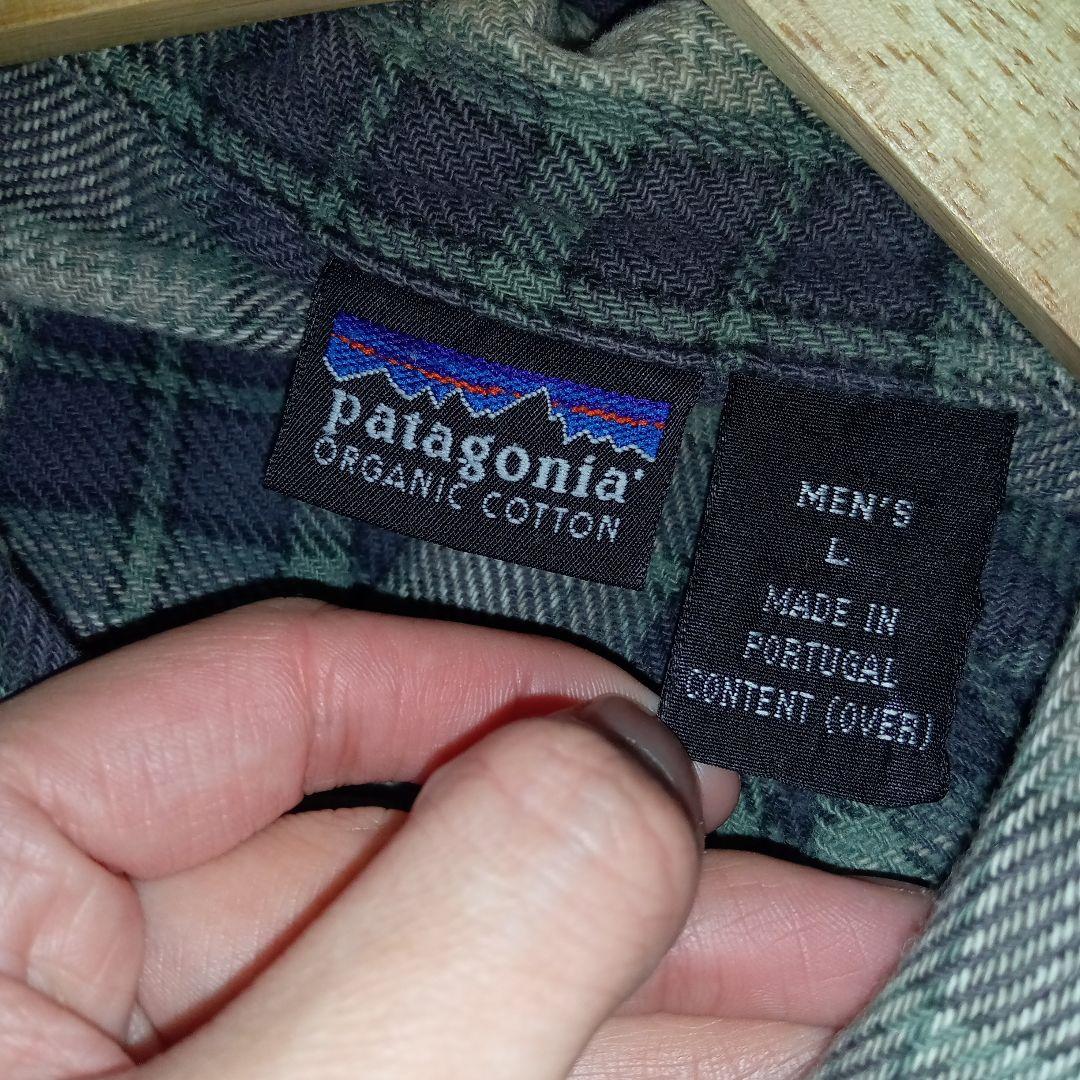 patagonia
ORGANIC COTTON
MEN'S
L
MADE IN
PORTUGAL
CONTENT (OVER)